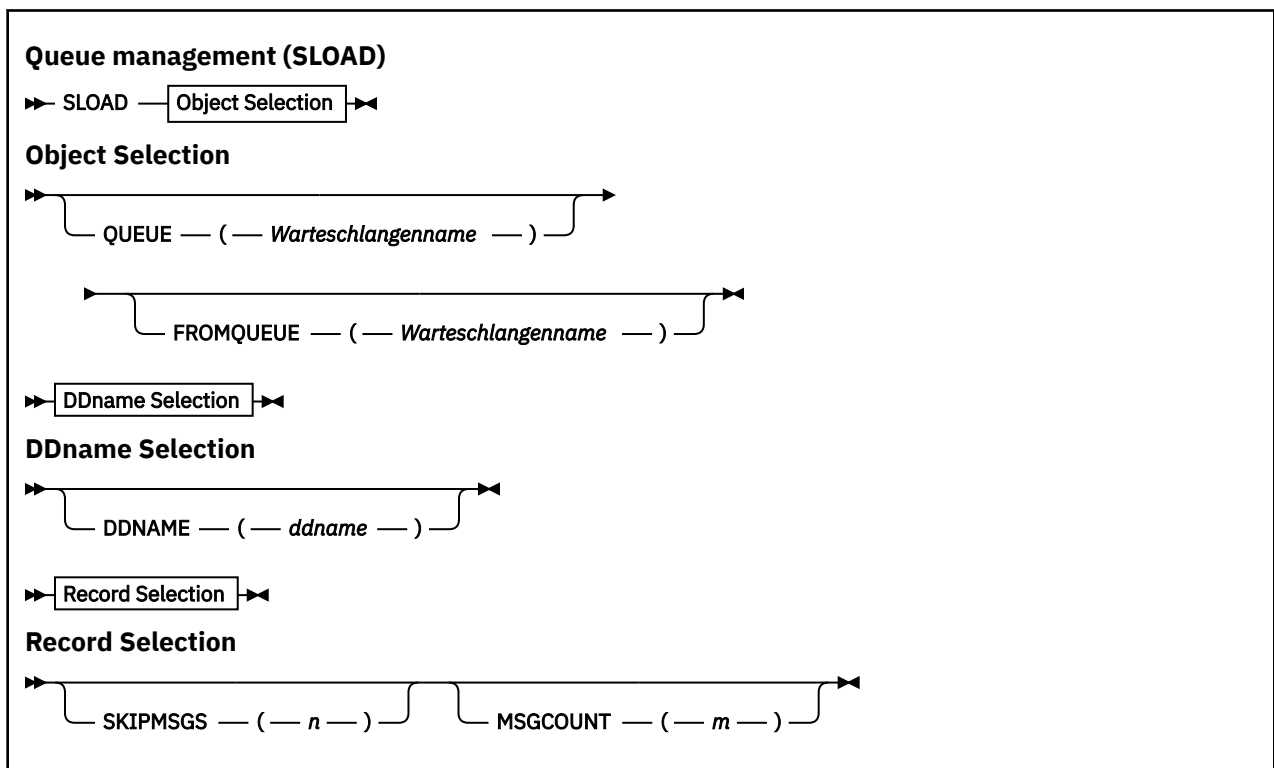 Queue management (SLOAD)
SLOAD Object Selection
Object Selection
QUEUE ( Warteschlangenname )
FROMQUEUE ( Warteschlangenname )
DDname Selection
DDname Selection
DDNAME ( ddname )
Record Selection
Record Selection
SKIPMSGS ( n ) MSGCOUNT ( m )